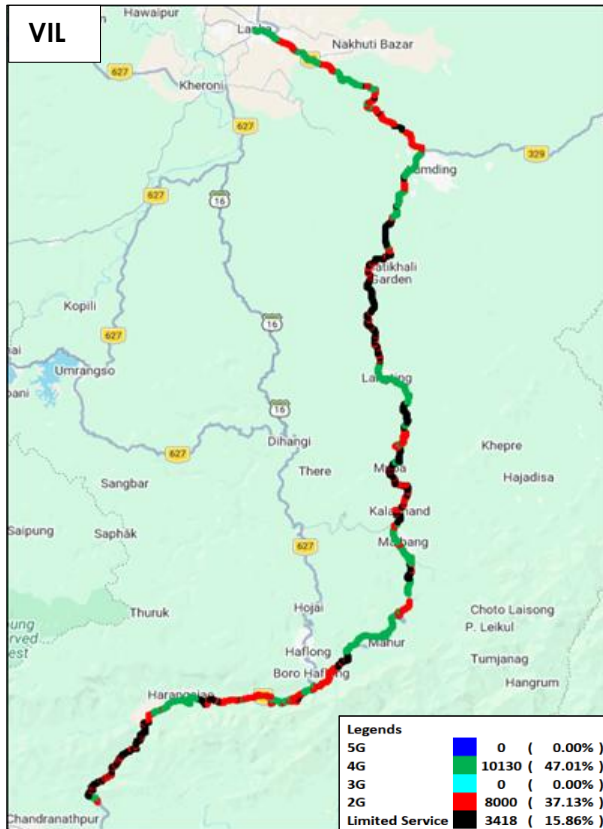 VIL
Hawaipur
Nakhuti Bazar
627
Kheroni
627
329
627
16
Garden
Kopili
16
627
Umrangso
16
Dihangi
Khepre
627
There
Hajadisa
Sangbar
Saipung
Saphâk
627
Thuruk
Hojai
Choto Laisong
P. Leikul
Mahur
Haflong
Tumjanag
Boro Haflong
Hangrum
Chandranathpur
Legends
5G 0 ( 0.00% )
4G 10130 ( 47.01% )
3G 0 ( 0.00% )
2G 8000 ( 37.13% )
Limited Service 3418 ( 15.86% )